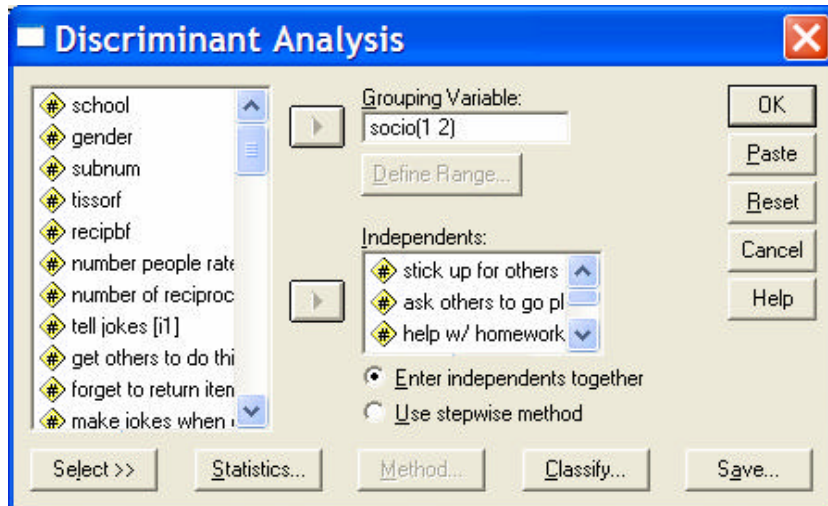 Discriminant Analysis
school
gender
subnum
tissorf
recipbf
number people rate
number of reciproc
tell jokes [i1]
get others to do thi
forget to return iten
make jokes when
Grouping Variable:
socio(1 2)
Define Range...
Independents:
stick up for others
ask others to go pl
help w/ homework
Enter independents together
Use stepwise method
OK
Paste
Reset
Cancel
Help
Select >>
Statistics...
Method...
Classify...
Save...